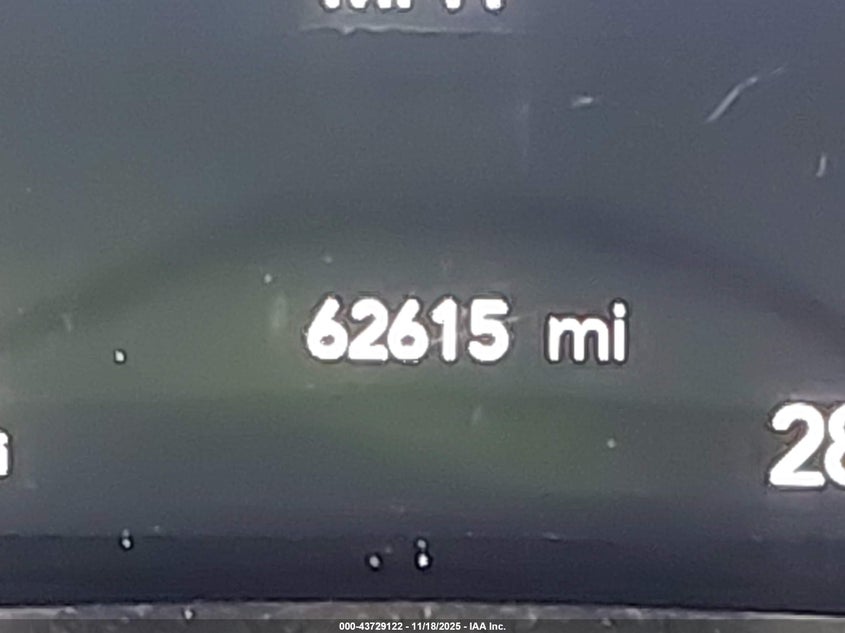 62615 mi
i
28
000-43729122 - 11/18/2025 - IAA Inc.